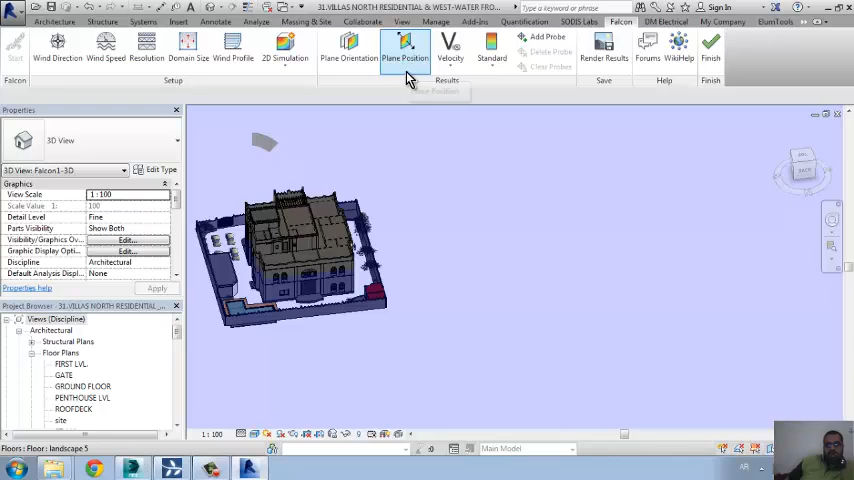 31.VILLAS NORTH RESIDENTIAL & WEST-WATER FRO...
Type a keyword or phrase
Sign In
Architecture Structure Systems Insert Annotate Analyze Massing & Site Collaborate View Manage Add-Ins Quantification SODIS Labs Falcon DM Electrical My Company ElumTools
Start Wind Direction Wind Speed Resolution Domain Size Wind Profile 2D Simulation Plane Orientation Plane Position Velocity Standard Add Probe Delete Probe Clear Probes Render Results Forums WikiHelp Finish
Falcon Setup Results Save Help Finish
Properties
3D View
3D View: Falcon1-3D Edit Type
Graphics
View Scale 1 : 100
Scale Value 1: 100
Detail Level Fine
Parts Visibility Show Both
Visibility/Graphics Ov... Edit...
Graphic Display Optio... Edit...
Discipline Architectural
Default Analysis Displ... None
Properties help Apply
Project Browser - 31.VILLAS NORTH RESIDENTIAL ...
Views (Discipline)
Architectural
Structural Plans
Floor Plans
FIRST LVL.
GATE
GROUND FLOOR
PENTHOUSE LVL
ROOFDECK
site
BACK
1 : 100
Floors : Floor : landscape 5
:0
Main Model
AR